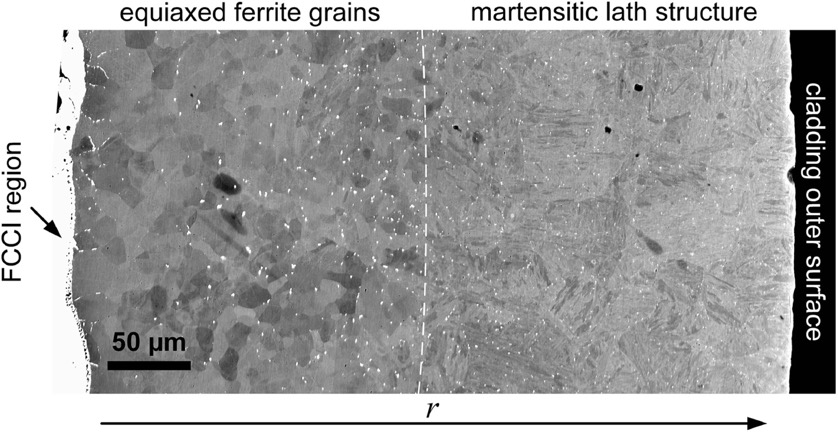 equiaxed ferrite grains
martensitic lath structure
FCCI region
cladding outer surface
50 µm
r